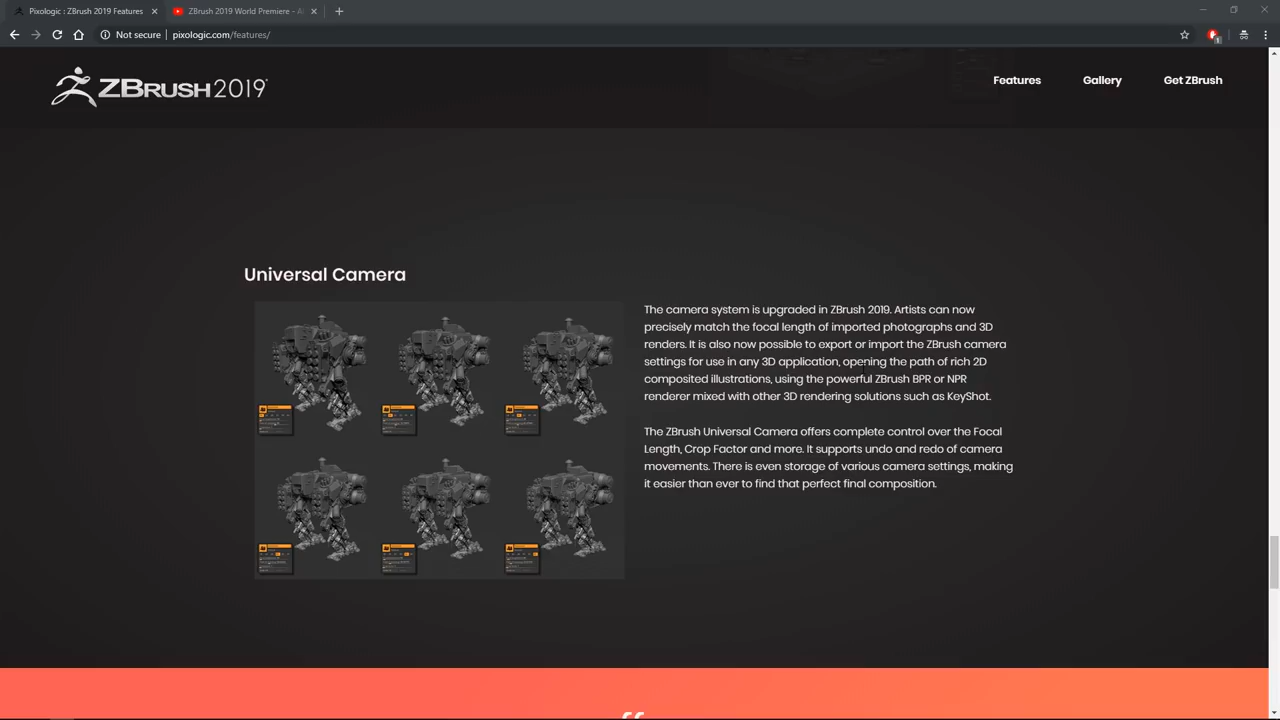 Pixologic : ZBrush 2019 Features
ZBrush 2019 World Premiere -
Not secure
pixologic.com/features/
ZBRUSH 2019
Features
Gallery
Get ZBrush
Universal Camera
The camera system is upgraded in ZBrush 2019. Artists can now
precisely match the focal length of imported photographs and 3D
renders. It is also now possible to export or import the ZBrush camera
settings for use in any 3D application, opening the path of rich 2D
composited illustrations, using the powerful ZBrush BPR or NPR
renderer mixed with other 3D rendering solutions such as KeyShot.
The ZBrush Universal Camera offers complete control over the Focal
Length, Crop Factor and more. It supports undo and redo of camera
movements. There is even storage of various camera settings, making
it easier than ever to find that perfect final composition.